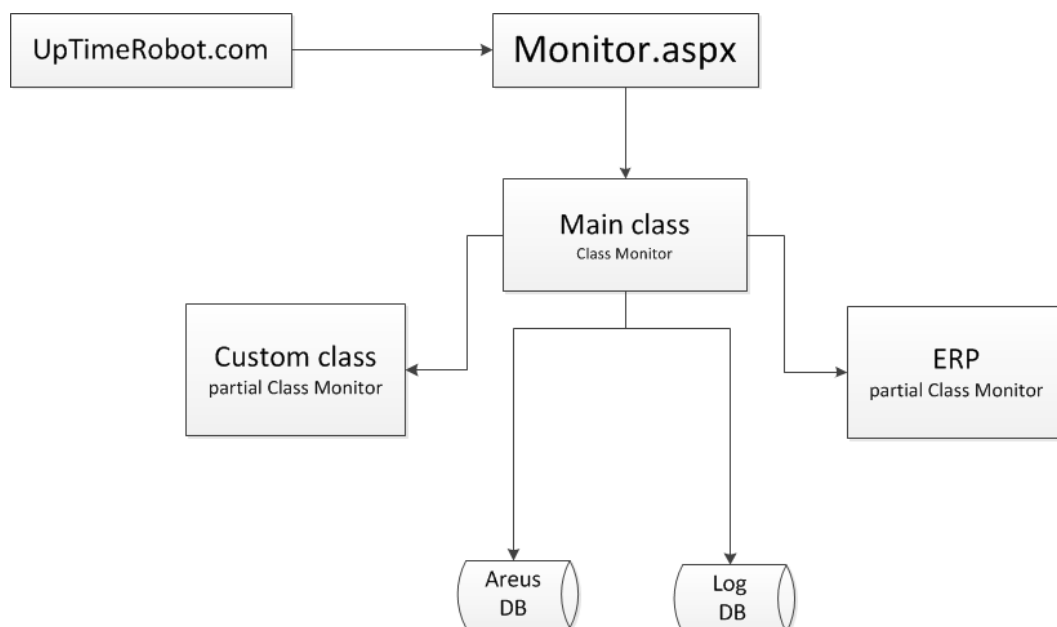 UpTimeRobot.com
Monitor.aspx
Main class
Class Monitor
Custom class
partial Class Monitor
ERP
partial Class Monitor
Areus
DB
Log
DB